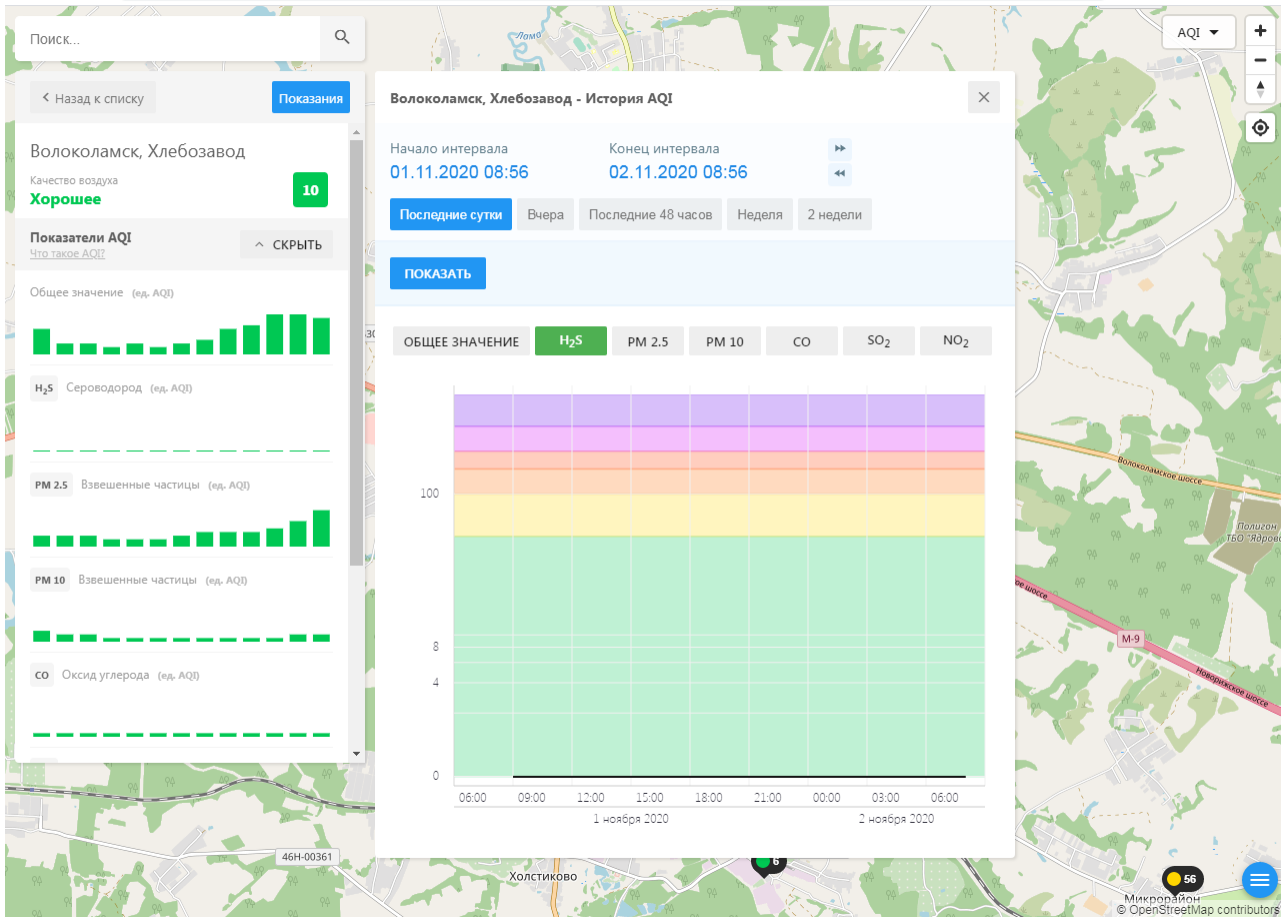 Поиск...
Ломо
AQI
Назад к списку
Показания
Волоколамск, Хлебозавод
Качество воздуха
Хорошее
10
Показатели AQI
Что такое AQI?
СКРЫТЬ
Общее значение (ед. AQI)
H₂S Сероводород (ед. AQI)
PM 2.5 Взвешенные частицы (ед. AQI)
PM 10 Взвешенные частицы (ед. AQI)
CO Оксид углерода (ед. AQI)
Волоколамск, Хлебозавод - История AQI
Начало интервала
Конец интервала
01.11.2020 08:56
02.11.2020 08:56
Последние сутки
Вчера
Последние 48 часов
Неделя
2 недели
ПОКАЗАТЬ
ОБЩЕЕ ЗНАЧЕНИЕ
H₂S
PM 2.5
PM 10
CO
SO₂
NO₂
100
8
4
0
06:00 09:00 12:00 15:00 18:00 21:00 00:00 03:00 06:00
1 ноября 2020
2 ноября 2020
Волоколамское шоссе
Полигон
ТБО "Ядрово
М-9
Новорижское шоссе
46Н-00361
Холстиково
6
56
Микрорайон
© OpenStreetMap contributors